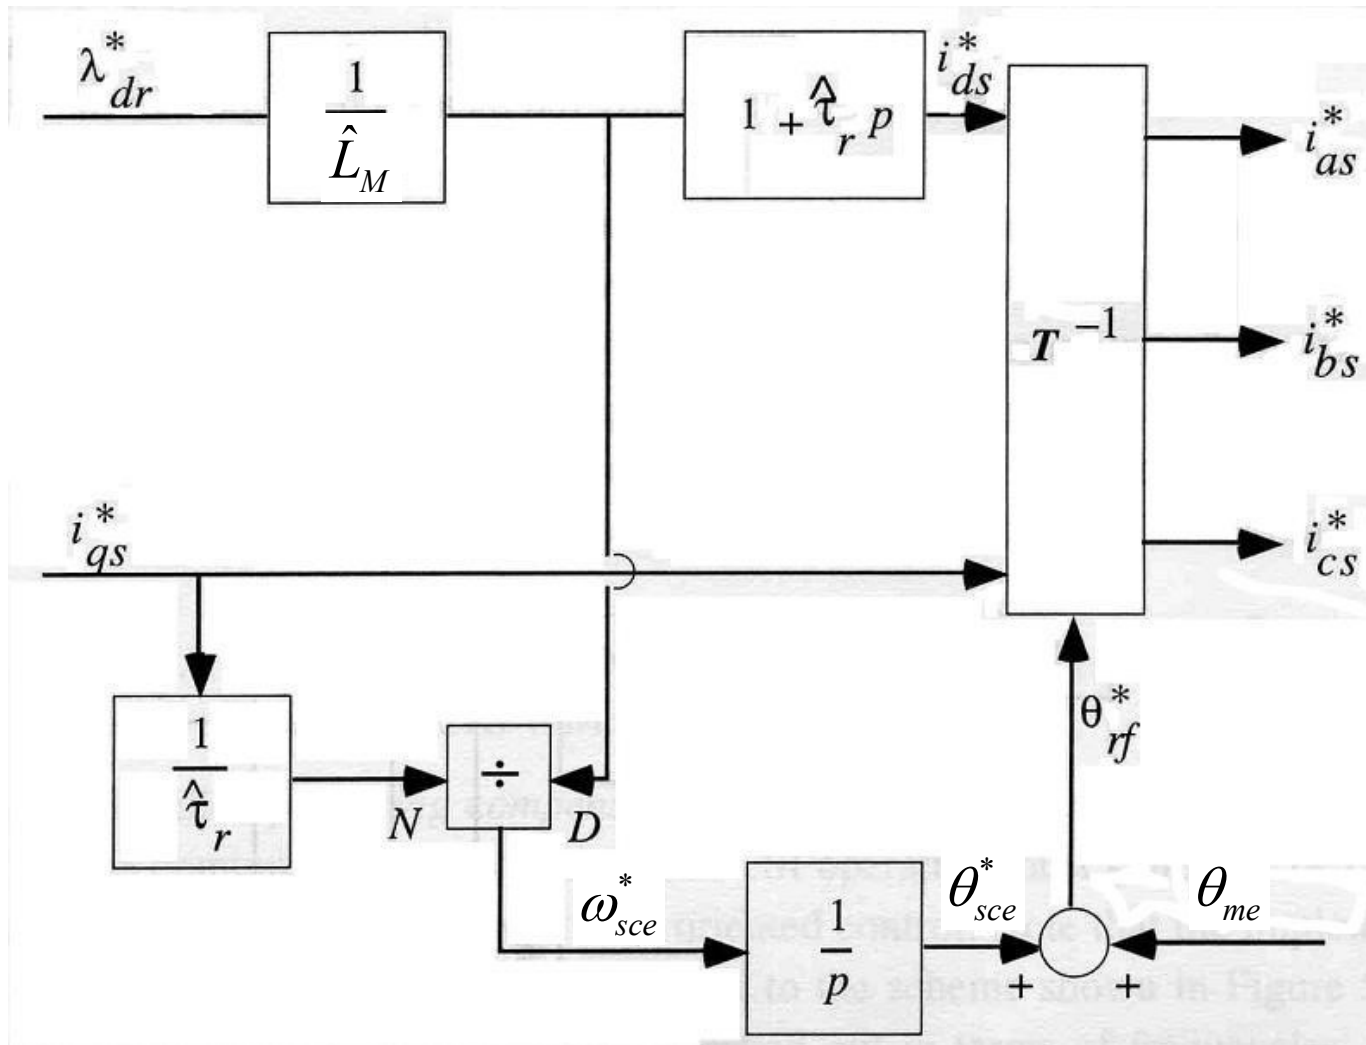 λ*dr
1/L̂M
1 + τ̂r p
i*ds
i*as
T⁻¹
i*bs
i*qs
i*cs
1/τ̂r
N
÷
D
θ*rf
ω*sce
1/p
θ*sce
θme
+ +